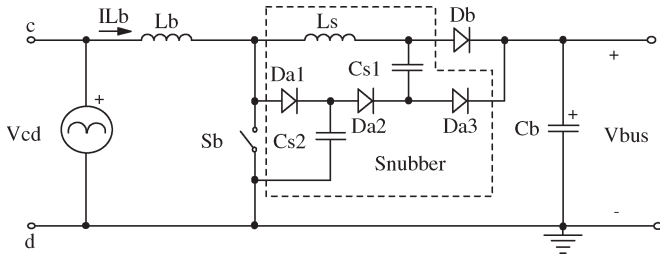 c
ILb
Lb
Ls
Db
Cs1
+
+
Da1
Da2
Da3
Vcd
Sb
Cs2
Cb
+
Vbus
Snubber
-
d